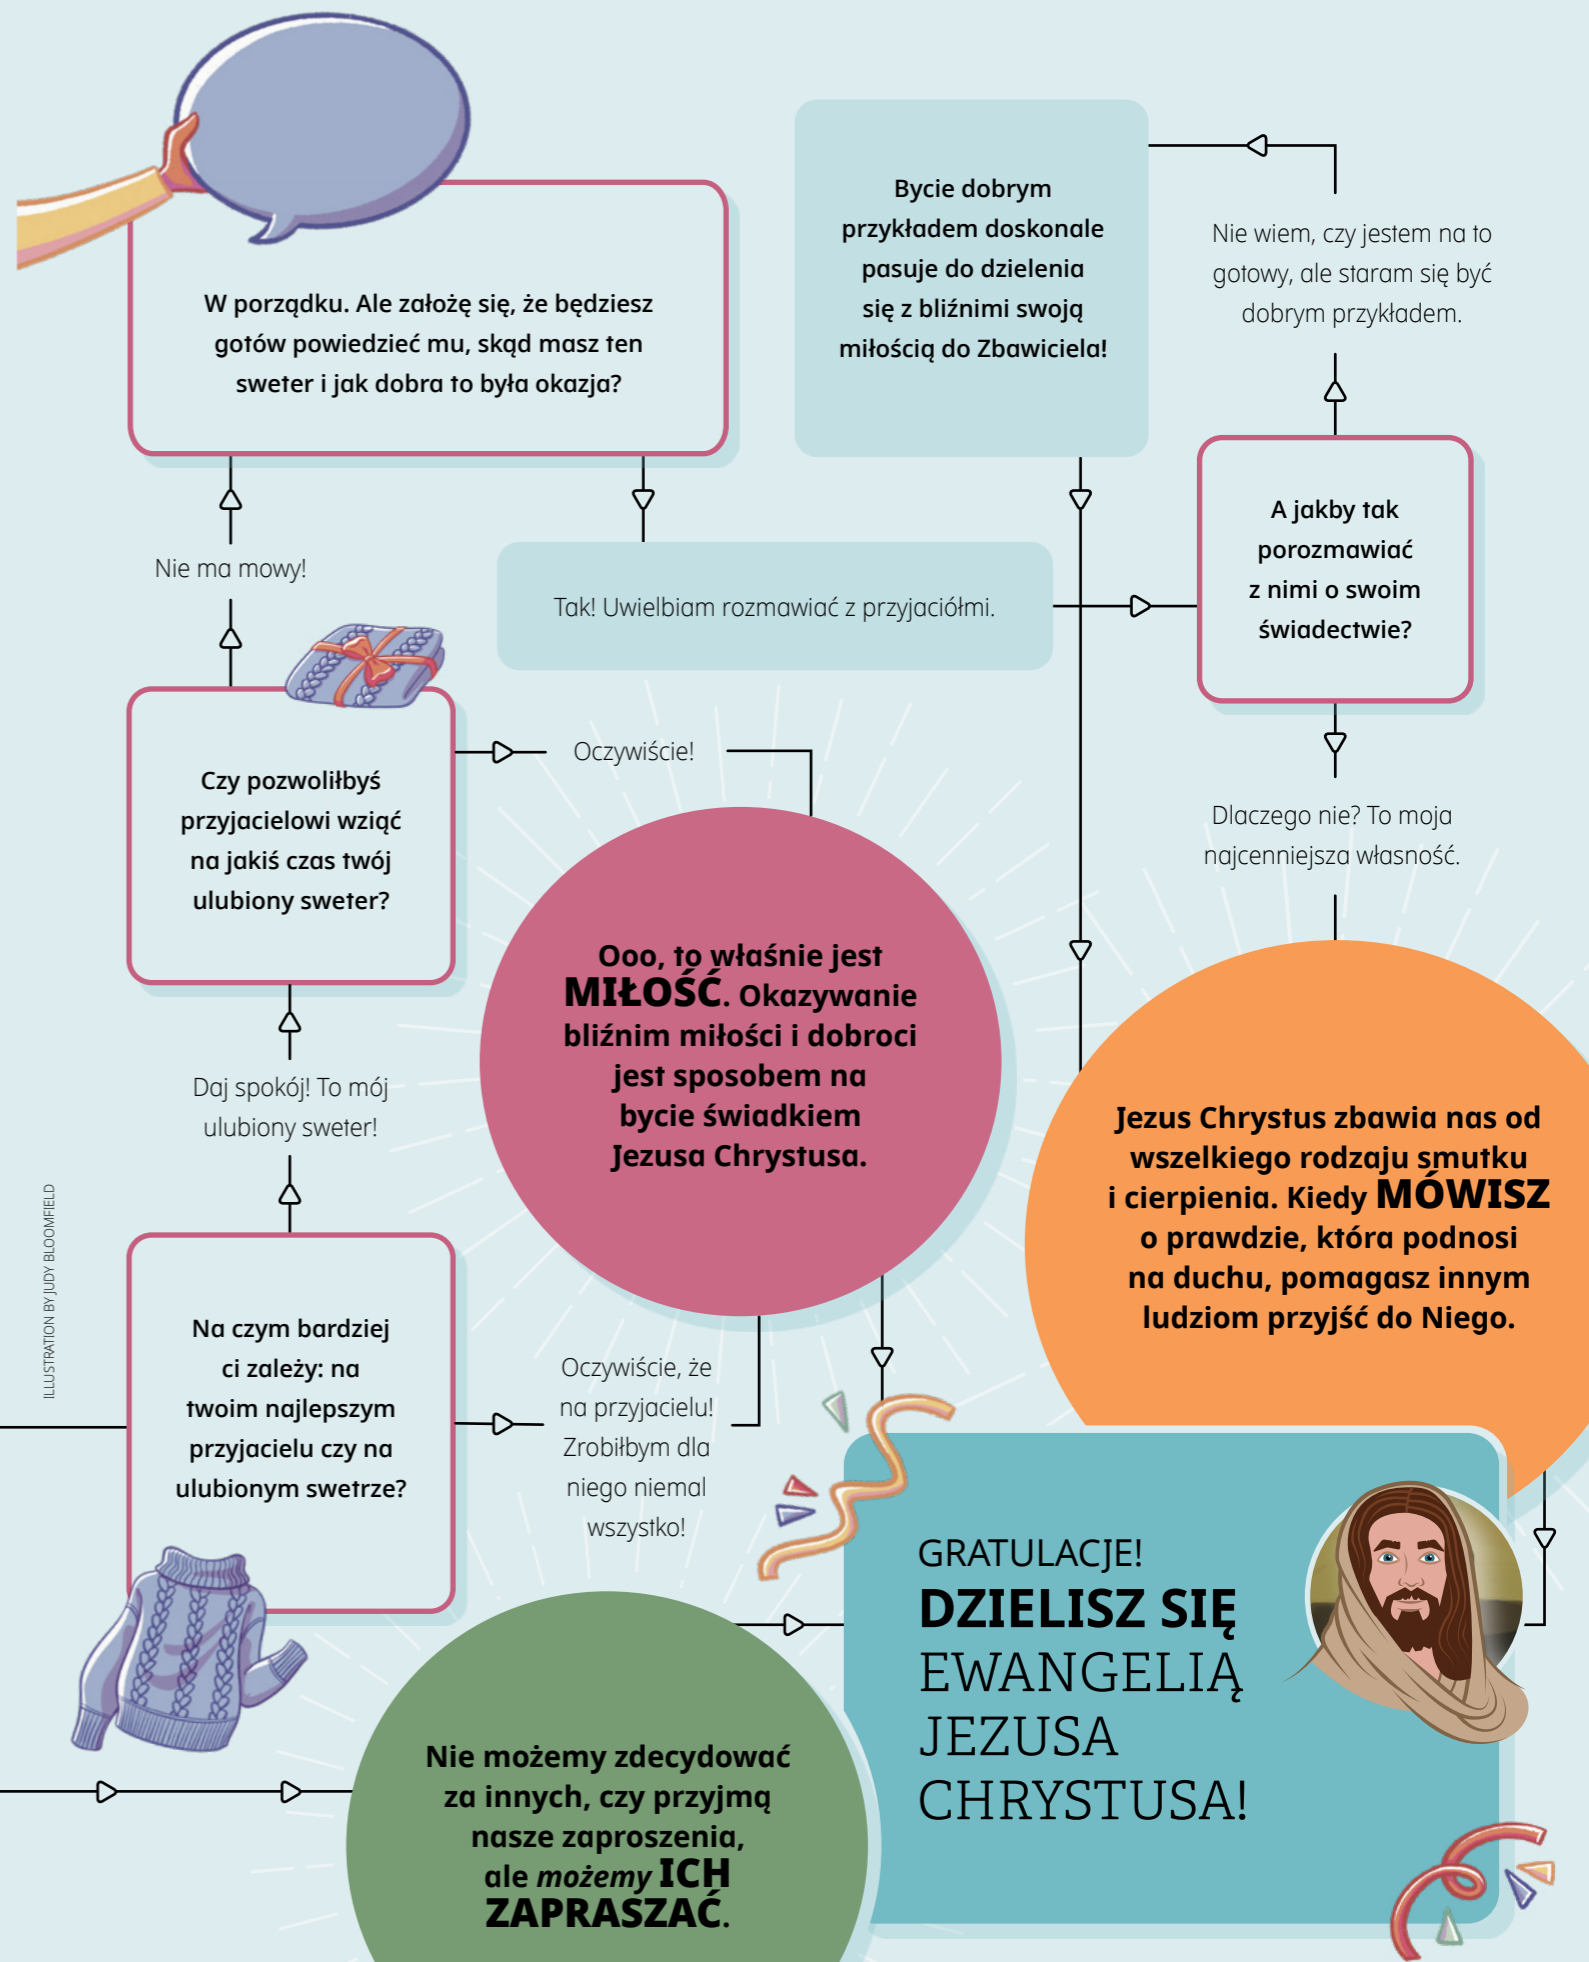 W porządku. Ale założę się, że będziesz
gotów powiedzieć mu, skąd masz ten
sweter i jak dobra to była okazja?
Bycie dobrym
przykładem doskonale
pasuje do dzielenia
się z bliźnimi swoją
miłością do Zbawiciela!
Nie wiem, czy jestem na to
gotowy, ale staram się być
dobrym przykładem.
Nie ma mowy!
Tak! Uwielbiam rozmawiać z przyjaciółmi.
A jakby tak
porozmawiać
z nimi o swoim
świadectwie?
Czy pozwoliłbyś
przyjacielowi wziąć
na jakiś czas twój
ulubiony sweter?
Oczywiście!
Dlaczego nie? To moja
najcenniejsza własność.
Ooo, to właśnie jest
MIŁOŚĆ. Okazywanie
bliźnim miłości i dobroci
jest sposobem na
bycie świadkiem
Jezusa Chrystusa.
Daj spokój! To mój
ulubiony sweter!
Jezus Chrystus zbawia nas od
wszelkiego rodzaju smutku
i cierpienia. Kiedy MÓWISZ
o prawdzie, która podnosi
na duchu, pomagasz innym
ludziom przyjść do Niego.
ILLUSTRATION BY JUDY BLOOMFIELD
Na czym bardziej
ci zależy: na
twoim najlepszym
przyjacielu czy na
ulubionym swetrze?
Oczywiście, że
na przyjacielu!
Zrobiłbym dla
niego niemal
wszystko!
GRATULACJE!
DZIELISZ SIĘ
EWANGELIĄ
JEZUSA
CHRYSTUSA!
Nie możemy zdecydować
za innych, czy przyjmą
nasze zaproszenia,
ale możemy ICH
ZAPRASZAĆ.